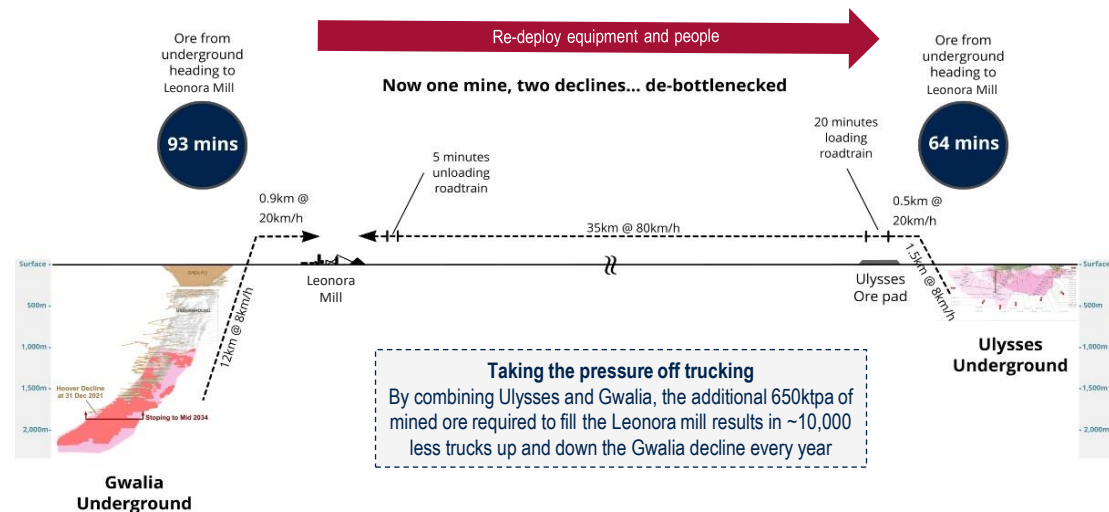 Re-deploy equipment and people
Now one mine, two declines... de-bottlenecked
Ore from
underground
heading to
Leonora Mill
93 mins
0.9km @
20km/h
5 minutes
unloading
roadtrain
35km @ 80km/h
20 minutes
loading
roadtrain
Ore from
underground
heading to
Leonora Mill
64 mins
0.5km @
20km/h
1.5km @ 8km/h
12km @ 8km/h
Leonora
Mill
Ulysses
Ore pad
Surface
500m
1,000m
1,500m
2,000m
OPEN PIT
Hoover Decline
at 31 Dec 2021
Stoping to Mid 2034
Gwalia
Underground
Surface
500m
1,000m
1,500m
2,000m
Ulysses
Underground
Taking the pressure off trucking
By combining Ulysses and Gwalia, the additional 650ktpa of
mined ore required to fill the Leonora mill results in ~10,000
less trucks up and down the Gwalia decline every year